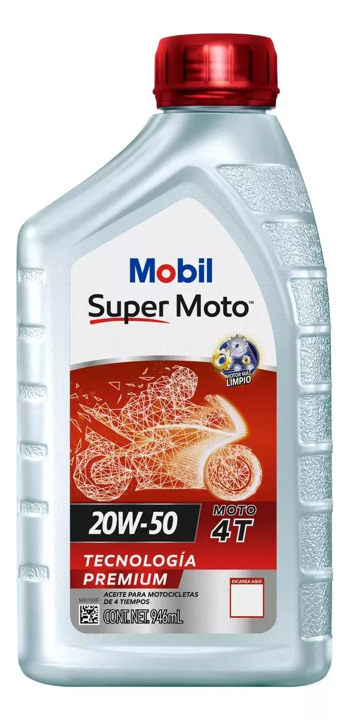 Mobil
Super Moto™
MOTOR MÁS
LIMPIO
20W-50
MOTO
4T
TECNOLOGÍA
PREMIUM
ESCANEA AQUÍ
ACEITE PARA MOTOCICLETAS
DE 4 TIEMPOS
CONT. NET. 946mL